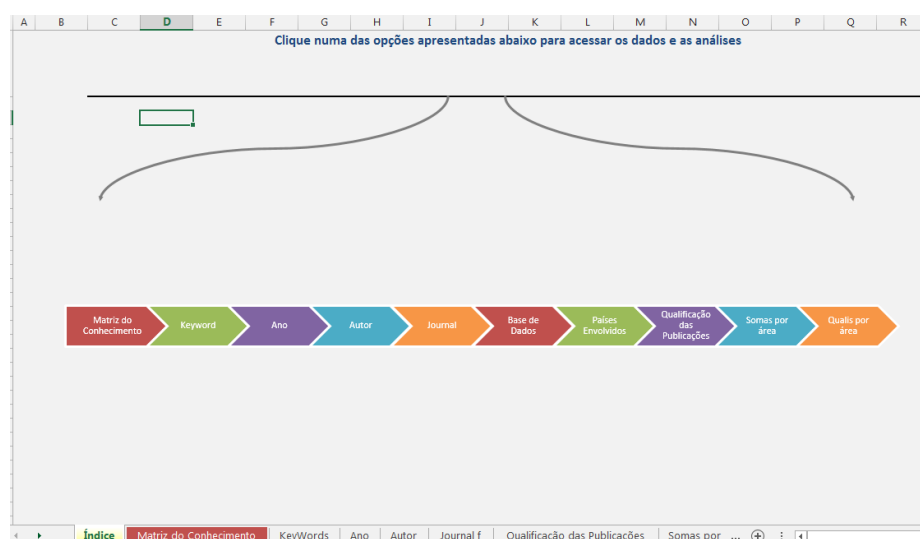 A B C D E F G H I J K L M N O P Q R
Clique numa das opções apresentadas abaixo para acessar os dados e as análises
Matriz do
Conhecimento
Keyword
Ano
Autor
Journal
Base de
Dados
Países
Envolvidos
Qualificação
das
Publicações
Somas por
área
Qualis por
área
Índice Matriz do Conhecimento KeyWords Ano Autor Journal f Qualificação das Publicações Somas por ...